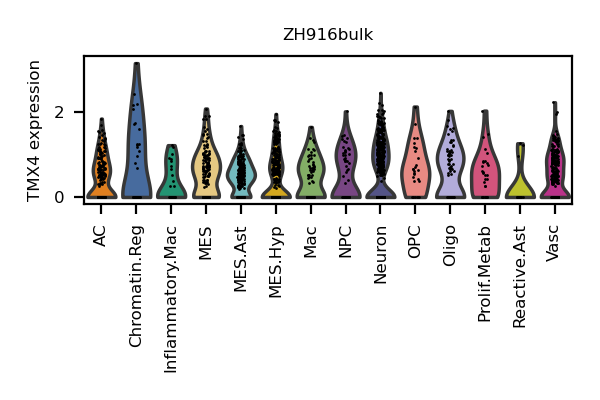 ZH916bulk
TMX4 expression
2
0
AC
Chromatin.Reg
Inflammatory.Mac
MES
MES.Ast
MES.Hyp
Mac
NPC
Neuron
OPC
Oligo
Prolif.Metab
Reactive.Ast
Vasc